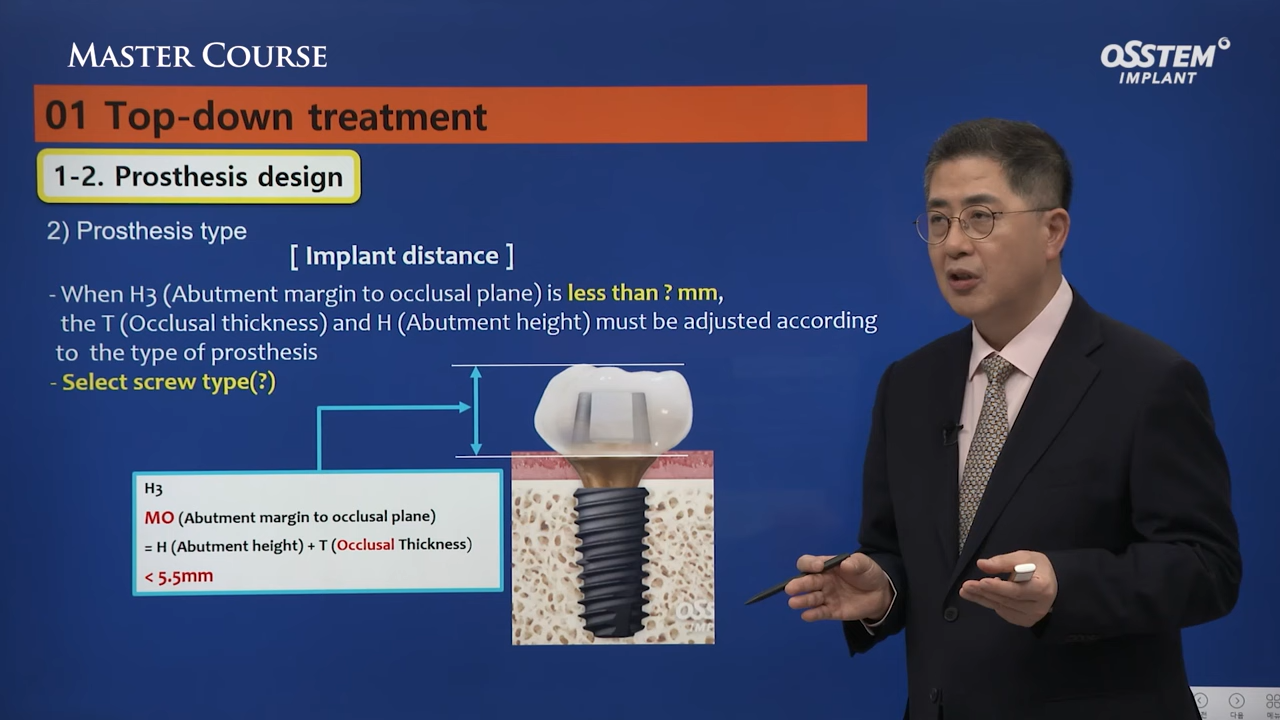 MASTER COURSE
OSSTEM
IMPLANT
01 Top-down treatment
1-2. Prosthesis design
2) Prosthesis type
[ Implant distance ]
- When H3 (Abutment margin to occlusal plane) is less than ? mm,
the T (Occlusal thickness) and H (Abutment height) must be adjusted according
to the type of prosthesis
- Select screw type(?)
H3
MO (Abutment margin to occlusal plane)
= H (Abutment height) + T (Occlusal Thickness)
< 5.5mm
다음